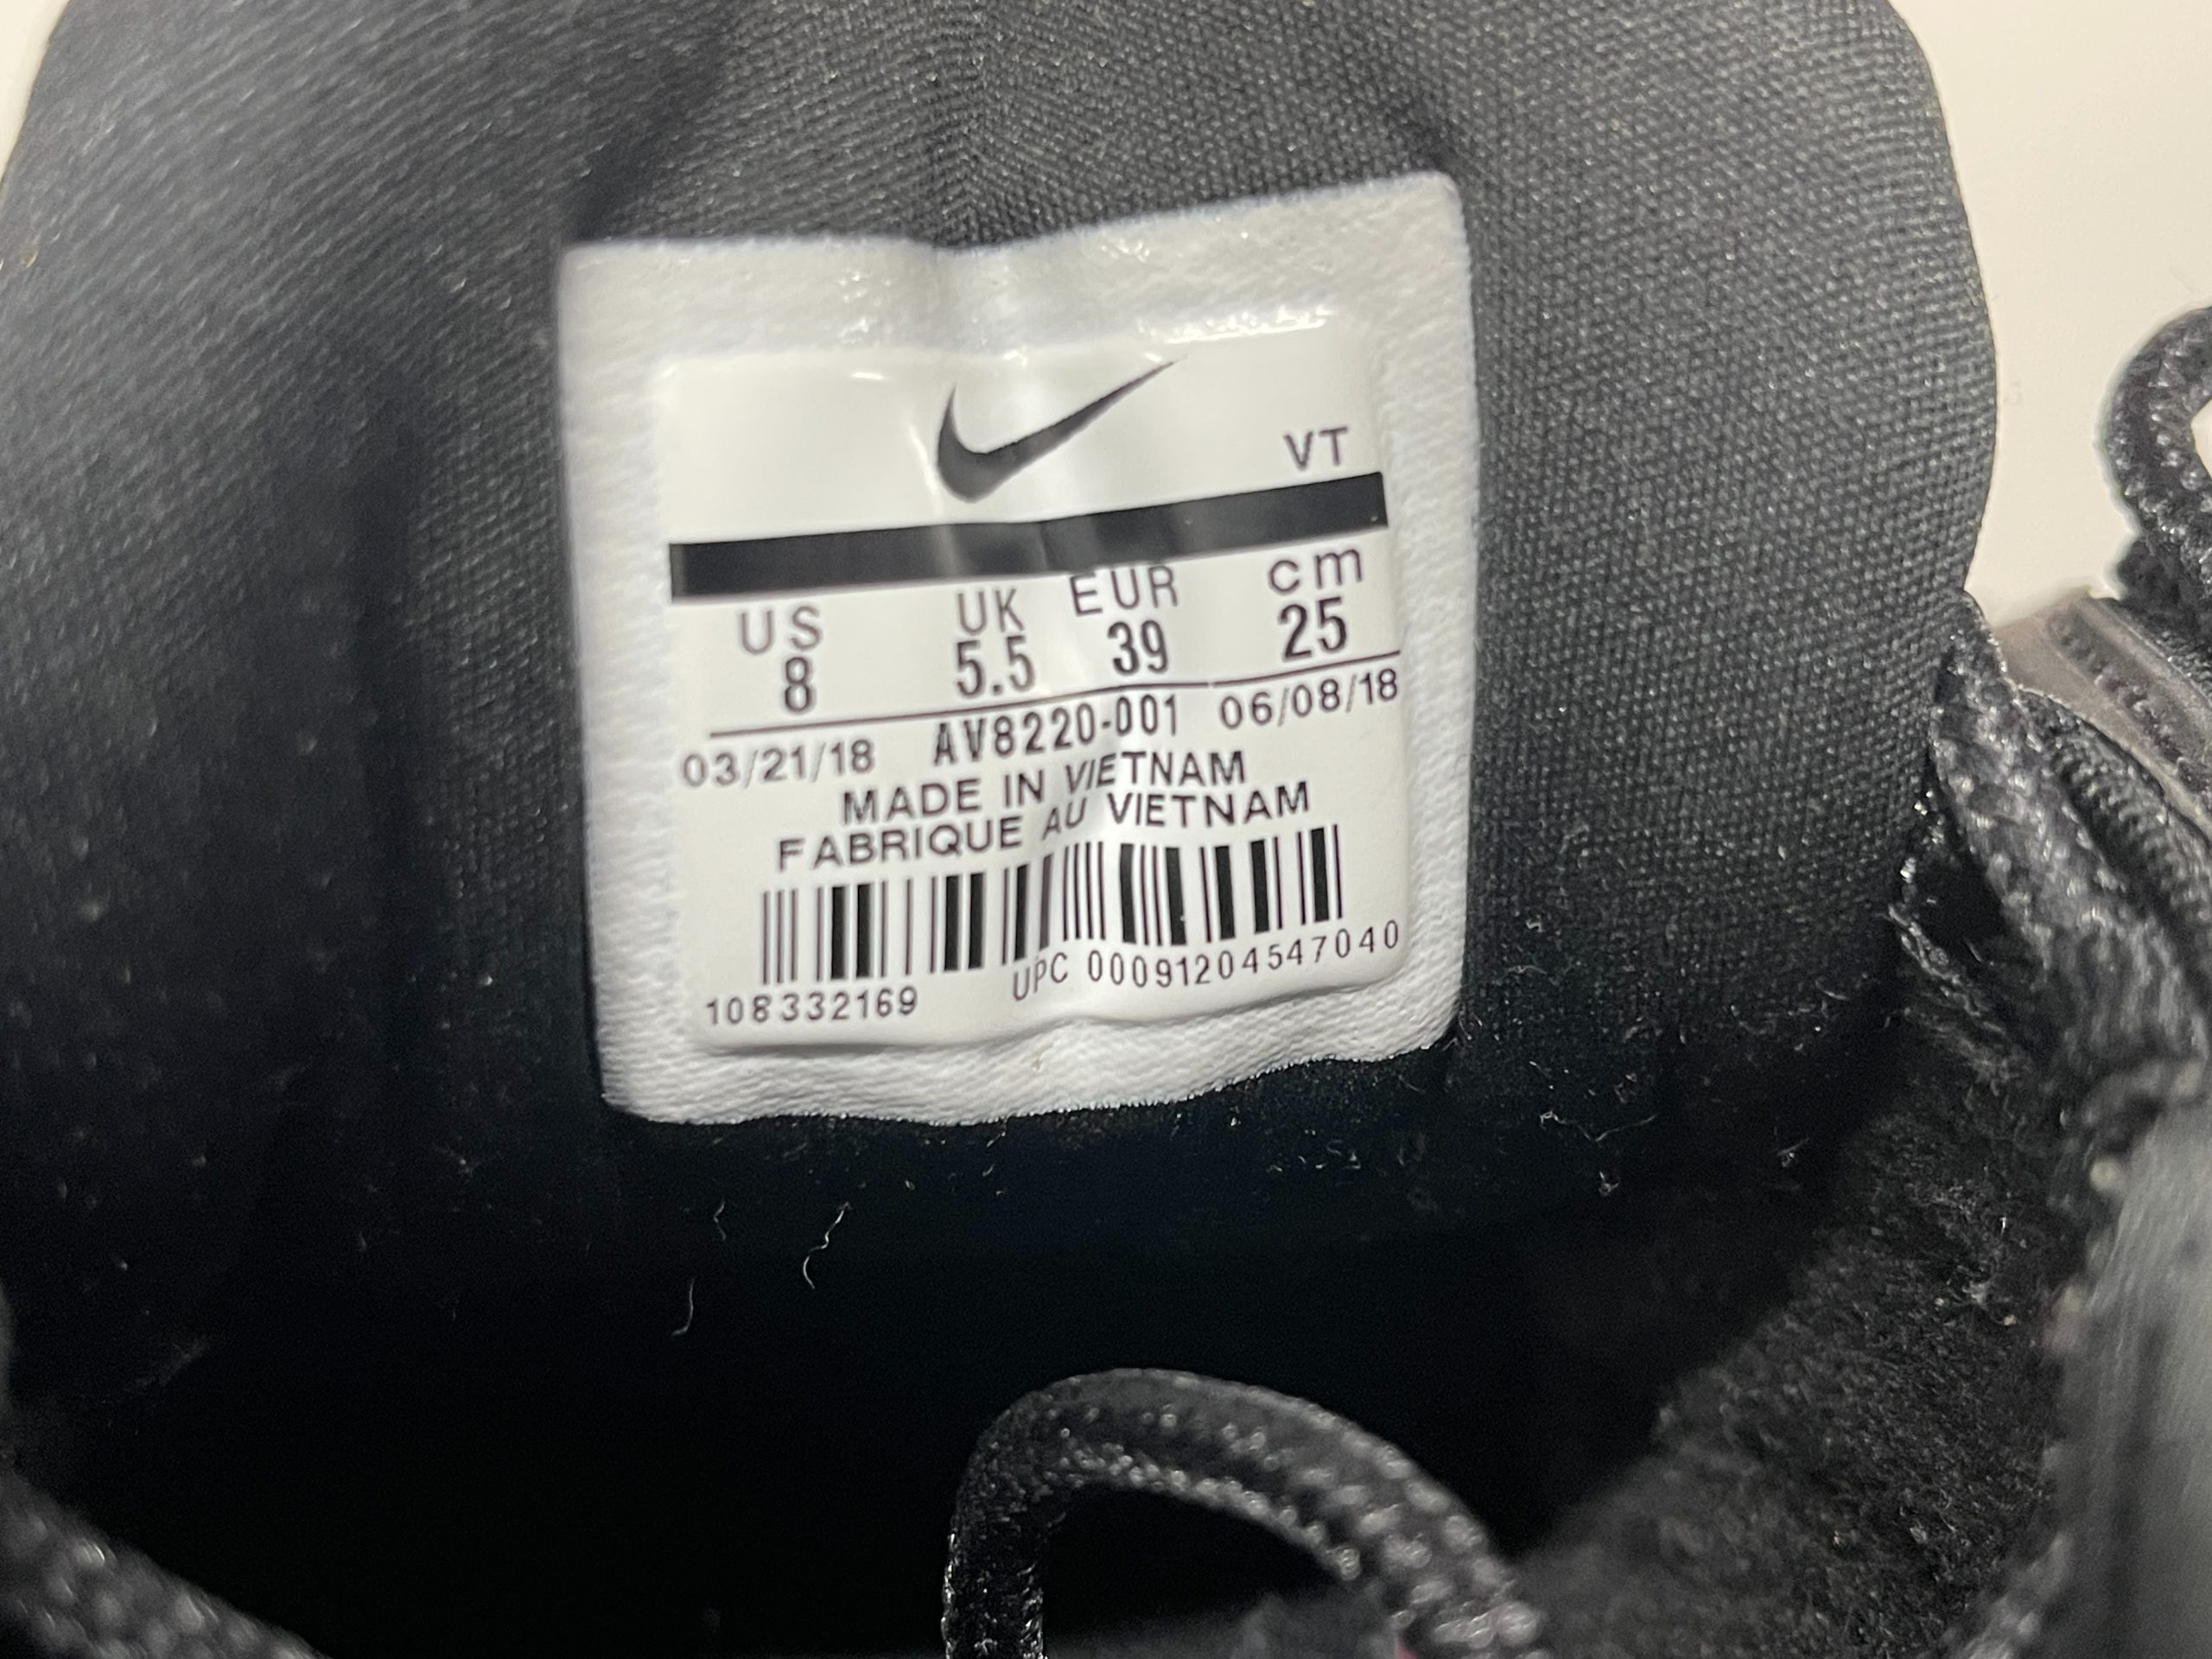 VT
US UK EUR cm
8 5.5 39 25
03/21/18 AV8220-001 06/08/18
MADE IN VIETNAM
FABRIQUE AU VIETNAM
108332169 UPC 00091204547040